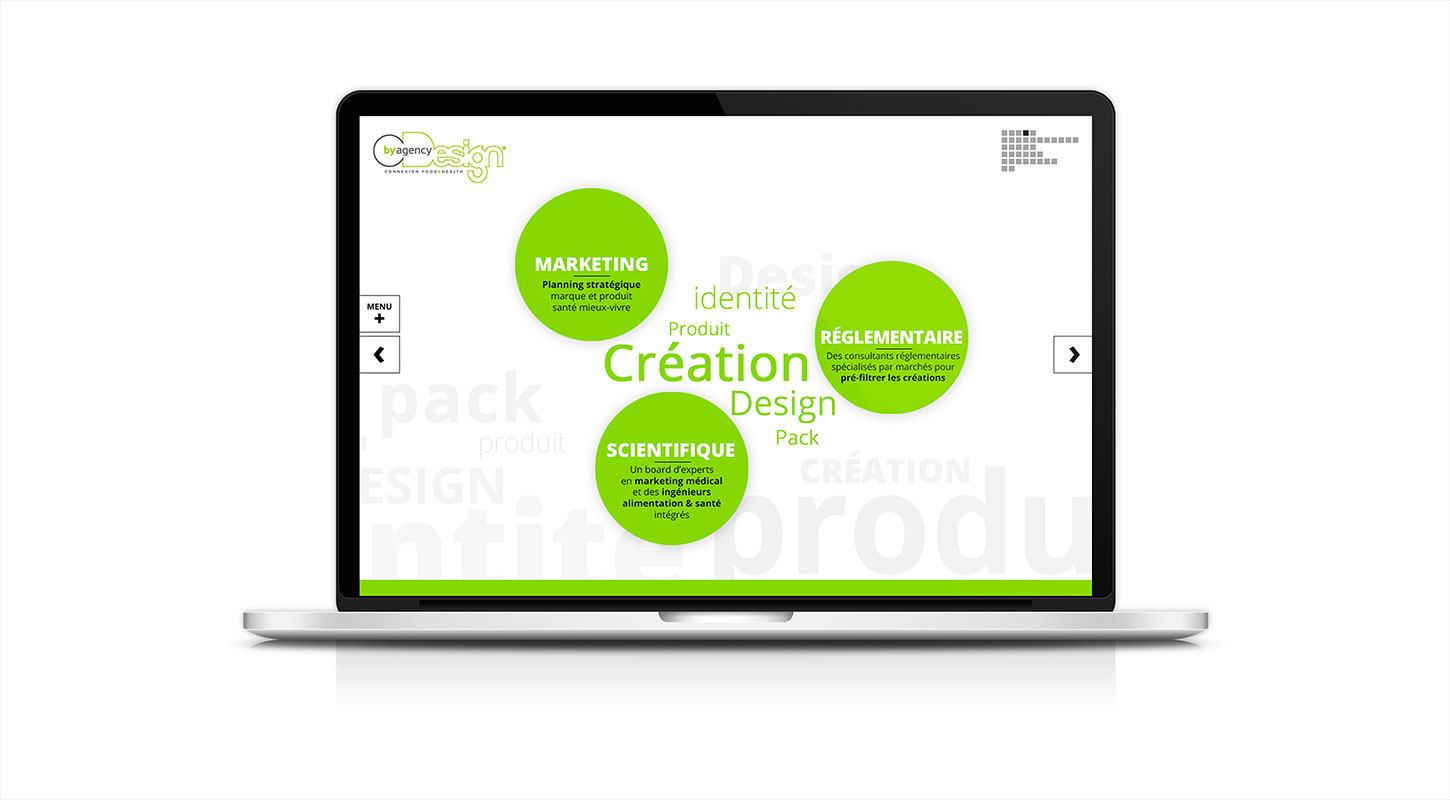 by agency
Design
CONNEXION FOOD & HEALTH
MENU
+
MARKETING
Planning stratégique
marque et produit
santé mieux-vivre
Desi
identité
Produit
Création
Design
Pack
RÉGLEMENTAIRE
Des consultants réglementaires
spécialisés par marchés pour
pré-filtrer les créations
SCIENTIFIQUE
Un board d'experts
en marketing médical
et des ingénieurs
alimentation & santé
intégrés
pack
produit
ESIGN
ntité
CRÉATION
produ